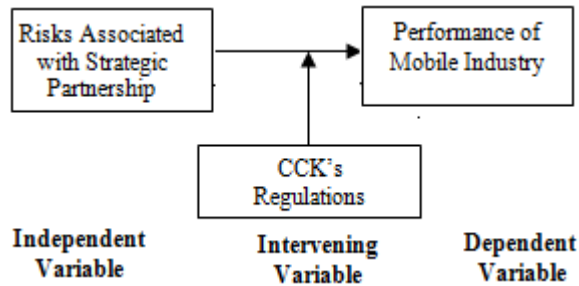 Risks Associated
with Strategic
Partnership
Performance of
Mobile Industry
CCK's
Regulations
Independent
Variable
Intervening
Variable
Dependent
Variable